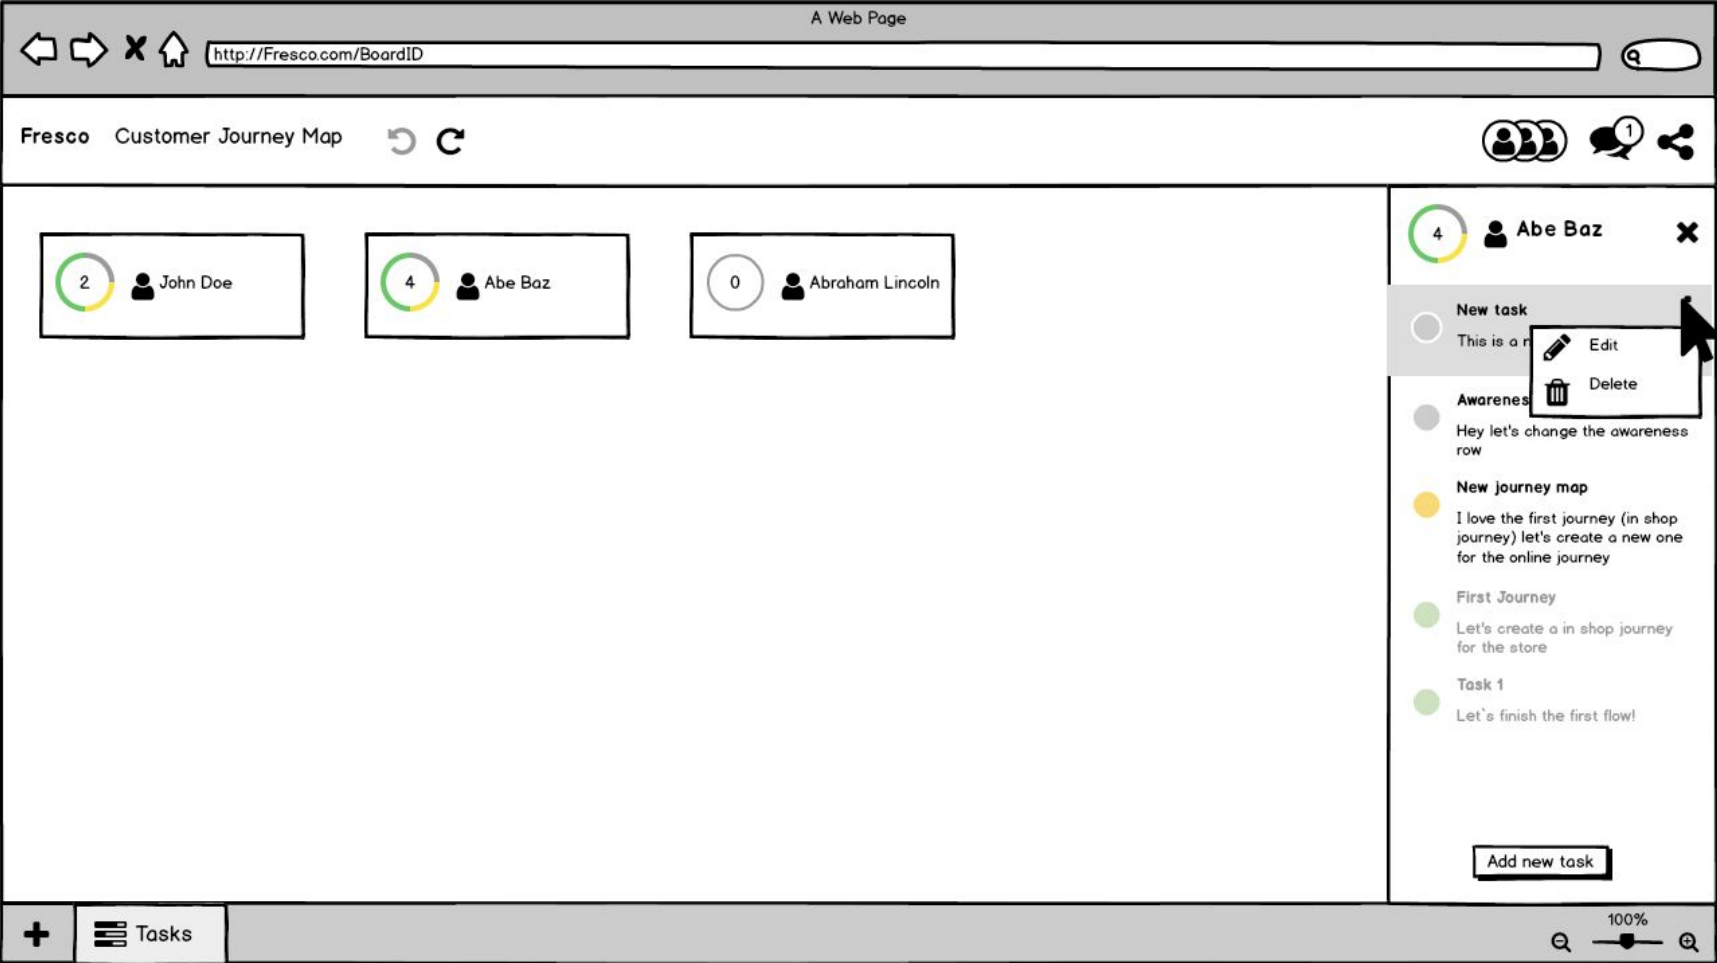 A Web Page
http://Fresco.com/BoardID
Fresco Customer Journey Map
1
2 John Doe
4 Abe Baz
0 Abraham Lincoln
4 Abe Baz
New task
This is a
Edit
Delete
Awarenes
Hey let's change the awareness
row
New journey map
I love the first journey (in shop
journey) let's create a new one
for the online journey
First Journey
Let's create a in shop journey
for the store
Task 1
Let`s finish the first flow!
Add new task
Tasks
100%